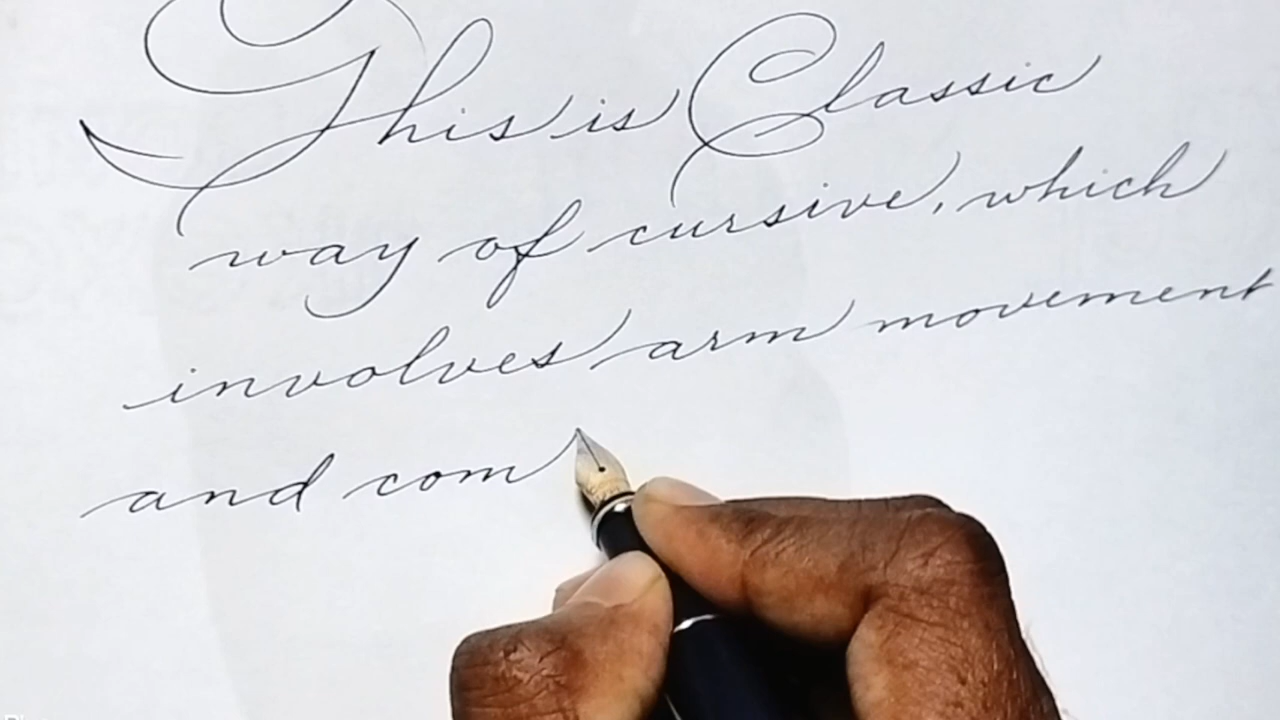 This is Classic
way of cursive, which
involves arm movement
and com